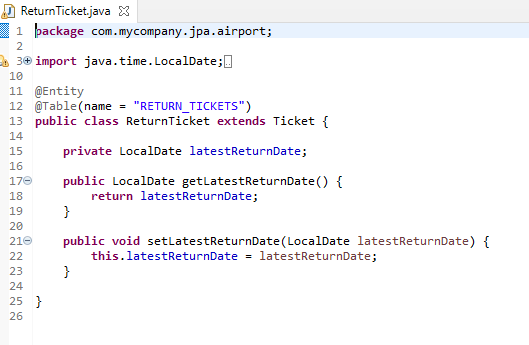 ReturnTicket.java
1 package com.mycompany.jpa.airport;
2
3 import java.time.LocalDate;
10
11 @Entity
12 @Table(name = "RETURN_TICKETS")
13 public class ReturnTicket extends Ticket {
14
15 private LocalDate latestReturnDate;
16
17 public LocalDate getLatestReturnDate() {
18 return latestReturnDate;
19 }
20
21 public void setLatestReturnDate(LocalDate latestReturnDate) {
22 this.latestReturnDate = latestReturnDate;
23 }
24
25 }
26